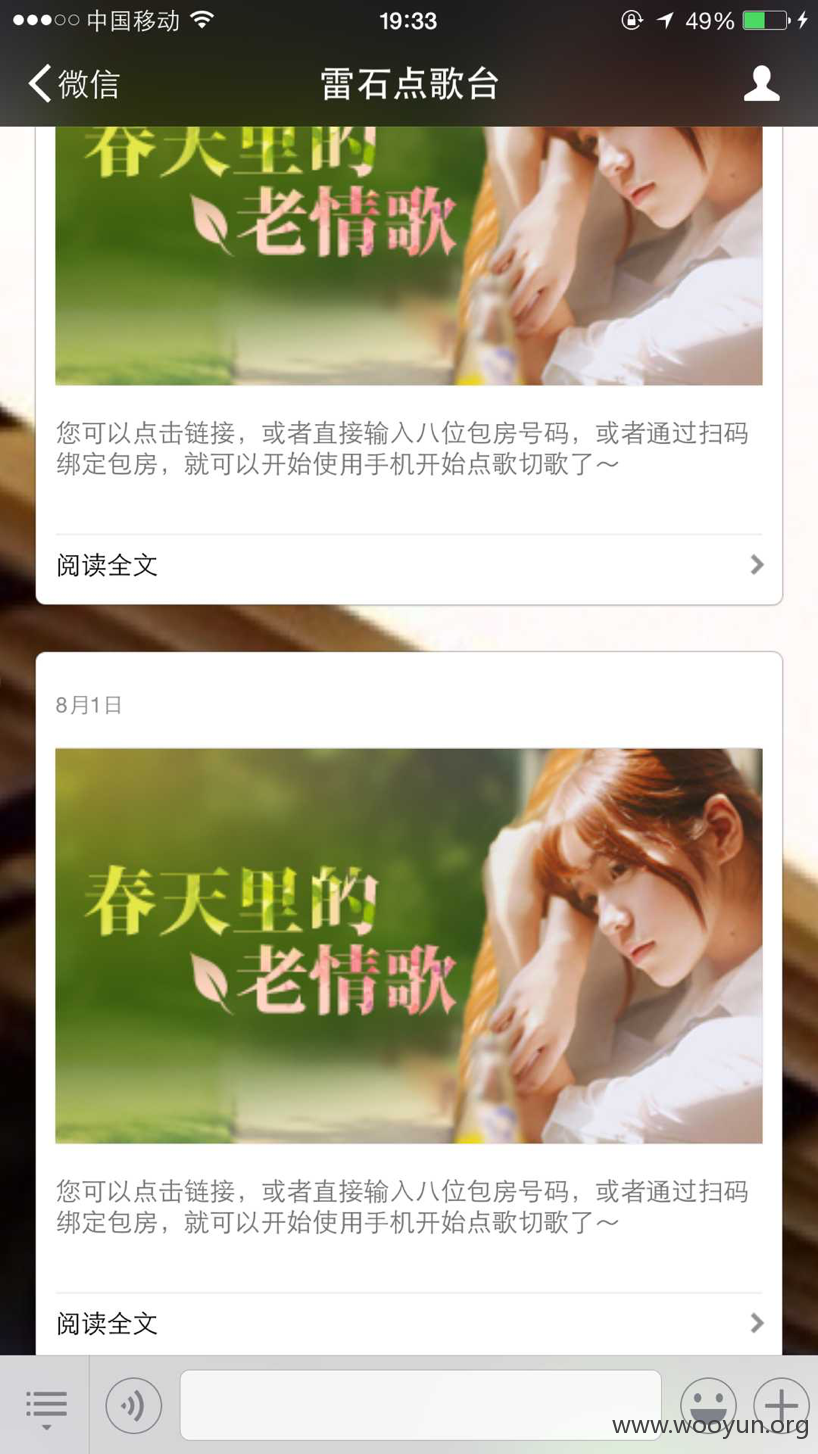 中国移动
19:33
49%
微信
雷石点歌台
春天里的
老情歌
您可以点击链接，或者直接输入八位包房号码，或者通过扫码
绑定包房，就可以开始使用手机开始点歌切歌了～
阅读全文
8月1日
春天里的
老情歌
您可以点击链接，或者直接输入八位包房号码，或者通过扫码
绑定包房，就可以开始使用手机开始点歌切歌了～
阅读全文
www.wooyun.org